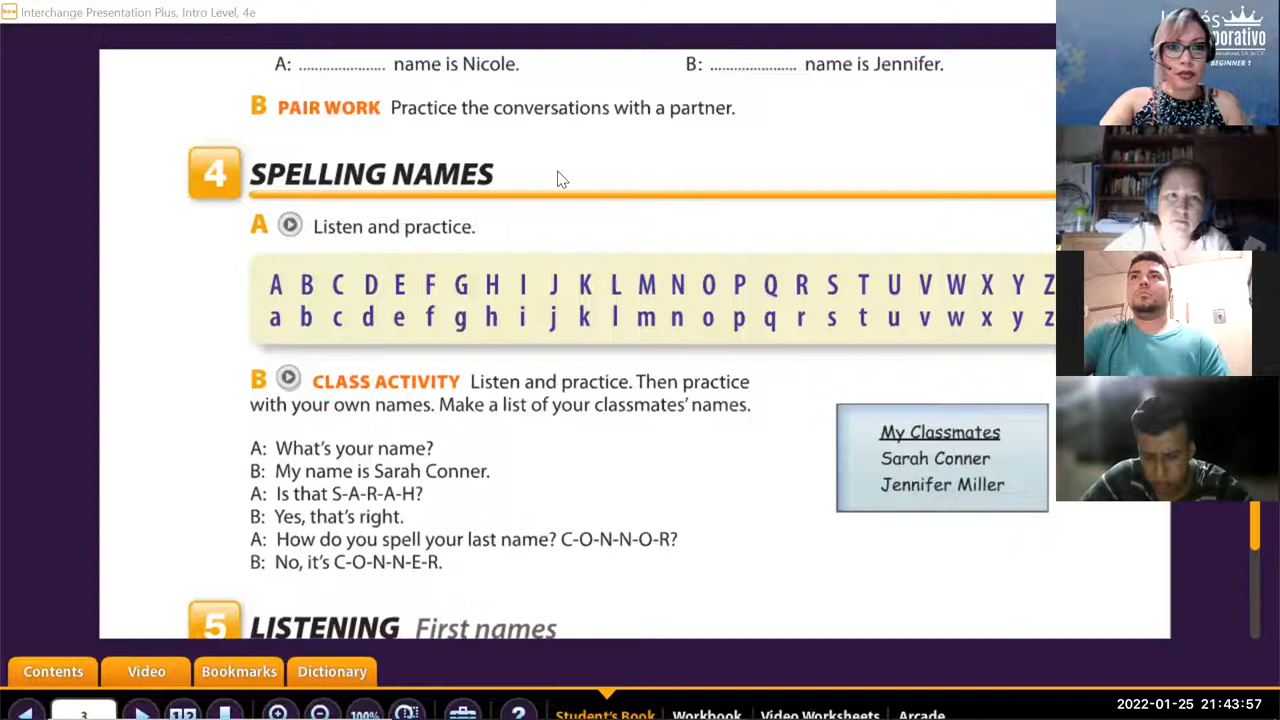 Interchange Presentation Plus, Intro Level, 4e
A: ...................... name is Nicole.
B: ...................... name is Jennifer.
B PAIR WORK Practice the conversations with a partner.
4 SPELLING NAMES
A Listen and practice.
A B C D E F G H I J K L M N O P Q R S T U V W X Y Z
a b c d e f g h i j k l m n o p q r s t u v w x y z
B CLASS ACTIVITY Listen and practice. Then practice
with your own names. Make a list of your classmates' names.
A: What's your name?
B: My name is Sarah Conner.
A: Is that S-A-R-A-H?
B: Yes, that's right.
A: How do you spell your last name? C-O-N-N-O-R?
B: No, it's C-O-N-N-E-R.
My Classmates
Sarah Conner
Jennifer Miller
5 LISTENING First names
Contents
Video
Bookmarks
Dictionary
3
100%
?
Student's Book
Workbook
Video Worksheets
Arcade
BEGINNER 1
2022-01-25 21:43:57